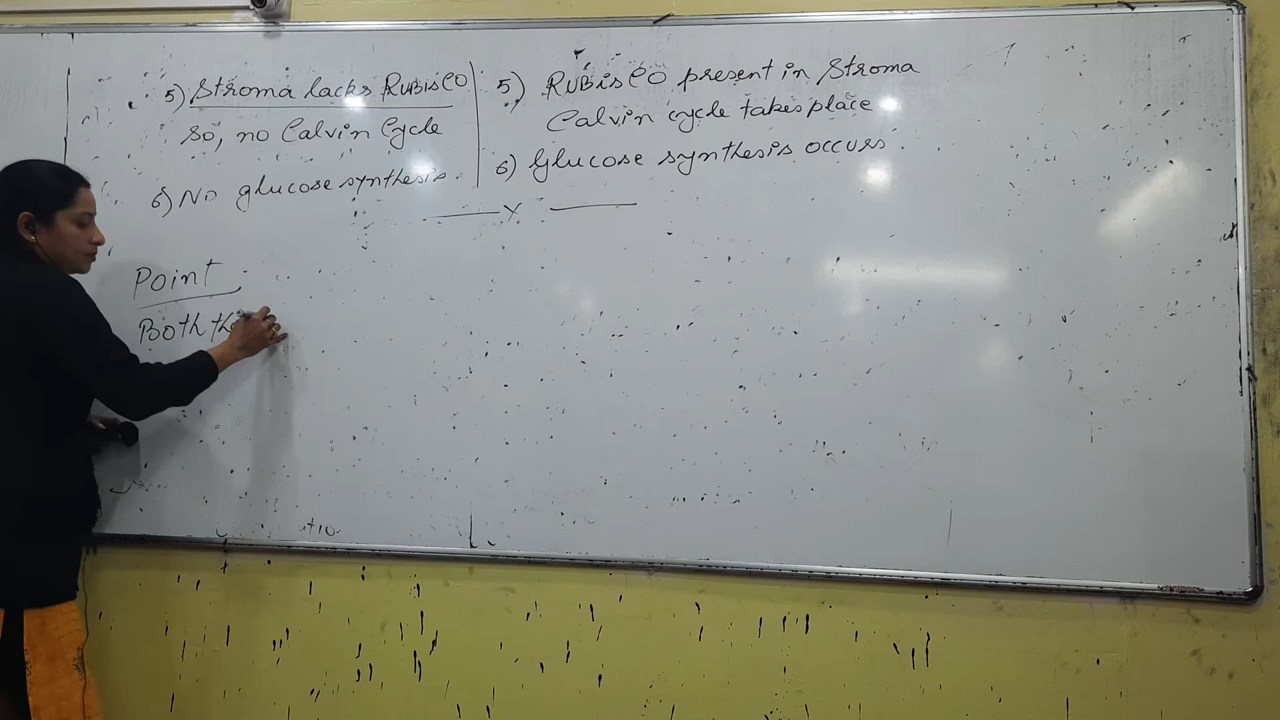 5) Stroma lacks RUBISCO
So, no Calvin Cycle
6) No glucose synthesis.
5) RUBISCO present in Stroma
Calvin cycle takes place
6) Glucose synthesis occurs.
x
Point
Both